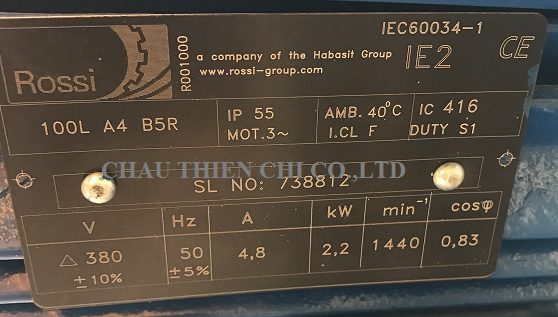 IEC60034-1
Rossi
R001000
a company of the Habasit Group
www.rossi-group.com
IE2
CE
100L A4 B5R
IP 55
MOT.3~
AMB. 40°C
I.CL F
IC 416
DUTY S1
CHAU THIEN CHI CO.,LTD
SL NO: 738812
V Hz A kW min⁻¹ cosφ
△ 380 ±10%
50 ±5%
4,8
2,2
1440
0,83